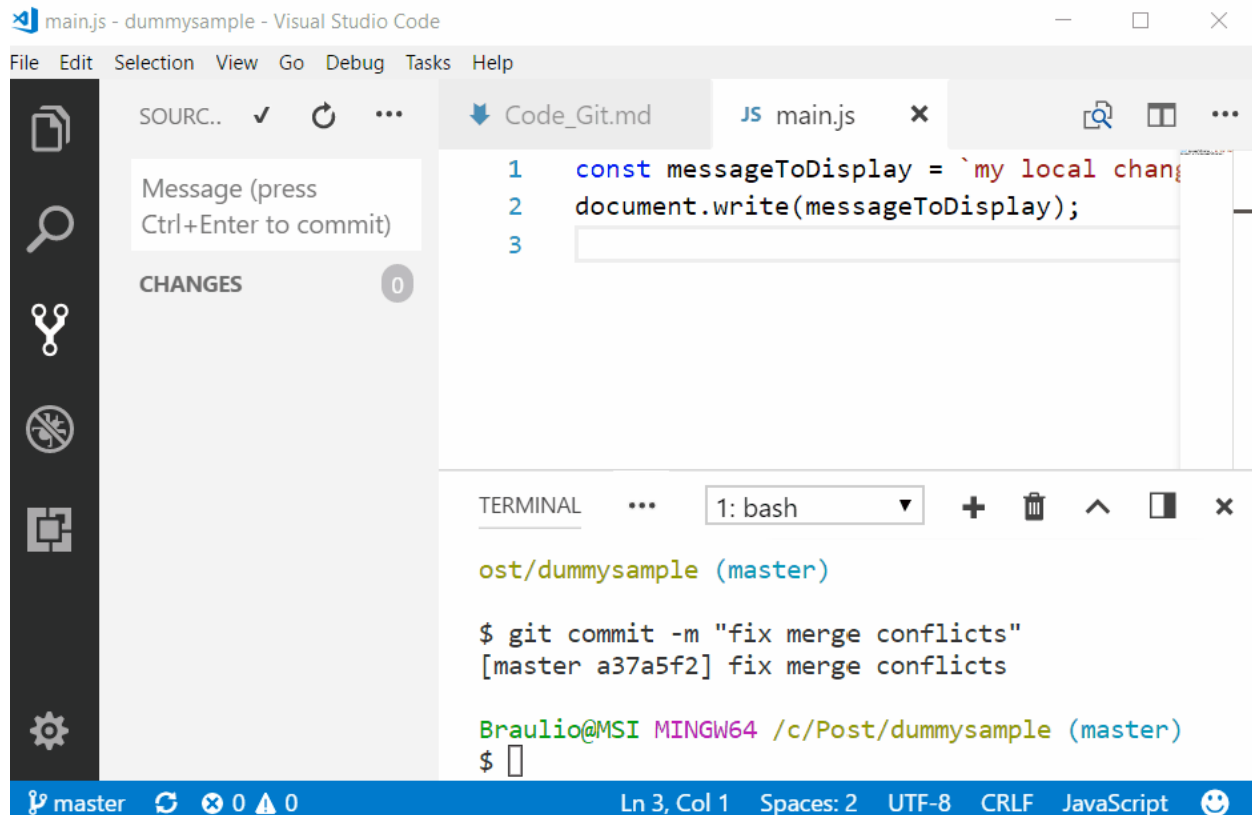 main.js - dummysample - Visual Studio Code
File Edit Selection View Go Debug Tasks Help
SOURC..
Code_Git.md
JS main.js
Message (press
Ctrl+Enter to commit)
CHANGES 0
1 const messageToDisplay = `my local chang
2 document.write(messageToDisplay);
3
TERMINAL
1: bash
ost/dummysample (master)
$ git commit -m "fix merge conflicts"
[master a37a5f2] fix merge conflicts
Braulio@MSI MINGW64 /c/Post/dummysample (master)
$
master 0 0 Ln 3, Col 1 Spaces: 2 UTF-8 CRLF JavaScript